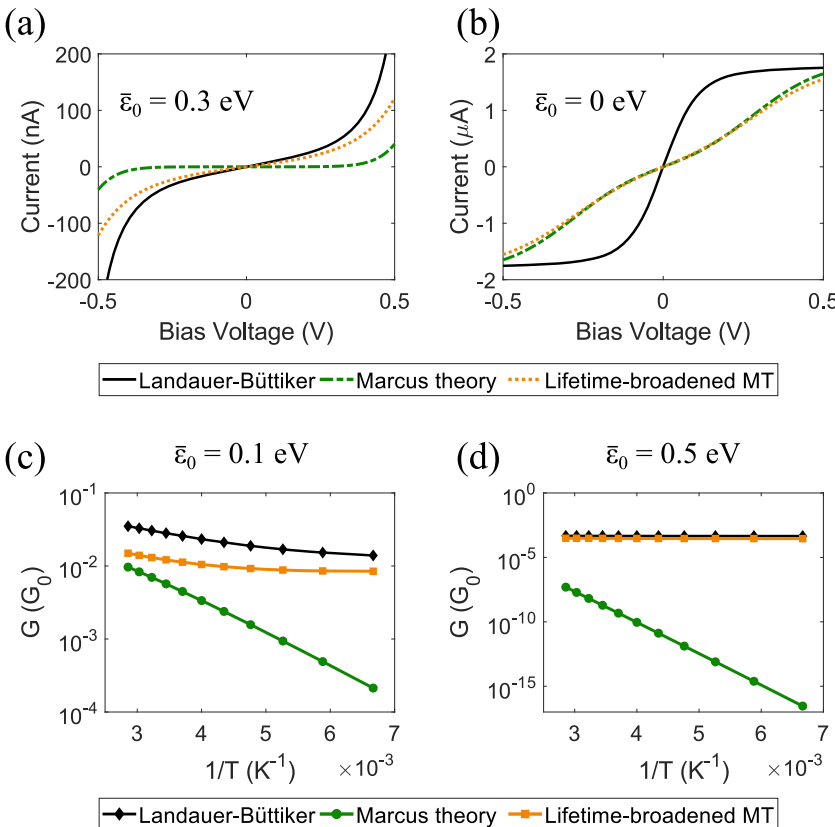 (a)
(b)
200
100
0
-100
-200
Current (nA)
ε̄₀ = 0.3 eV
-0.5
0
0.5
Bias Voltage (V)
2
1
0
1
-2
Current (μA)
ε̄₀ = 0 eV
-0.5
0
0.5
Bias Voltage (V)
Landauer-Büttiker
Marcus theory
Lifetime-broadened MT
(c)
ε̄₀ = 0.1 eV
(d)
ε̄₀ = 0.5 eV
10⁻¹
10⁻²
10⁻³
10⁻⁴
G (G₀)
3
4
5
6
7
1/T (K⁻¹)
×10⁻³
10⁰
10⁻⁵
10⁻¹⁰
10⁻¹⁵
G (G₀)
3
4
5
6
7
1/T (K⁻¹)
×10⁻³
Landauer-Büttiker
Marcus theory
Lifetime-broadened MT